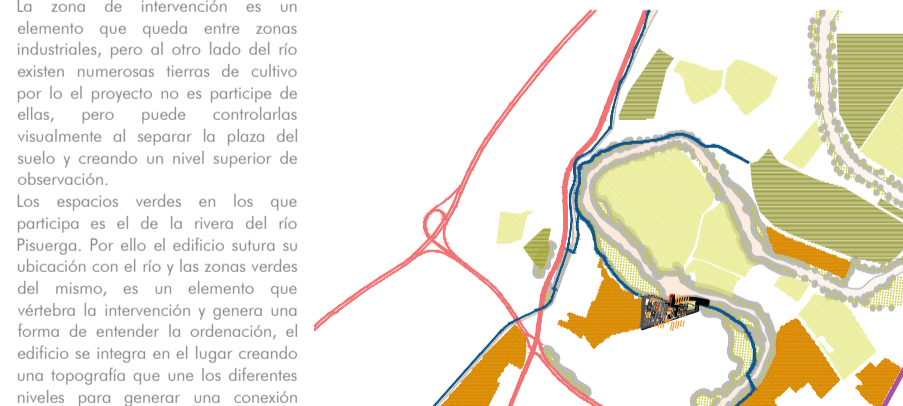 La zona de intervención es un
elemento que queda entre zonas
industriales, pero al otro lado del río
existen numerosas tierras de cultivo
por lo el proyecto no es participe de
ellas, pero puede controlarlas
visualmente al separar la plaza del
suelo y creando un nivel superior de
observación.
Los espacios verdes en los que
participa es el de la rivera del río
Pisuerga. Por ello el edificio sutura su
ubicación con el río y las zonas verdes
del mismo, es un elemento que
vértebra la intervención y genera una
forma de entender la ordenación, el
edificio se integra en el lugar creando
una topografía que une los diferentes
niveles para generar una conexión